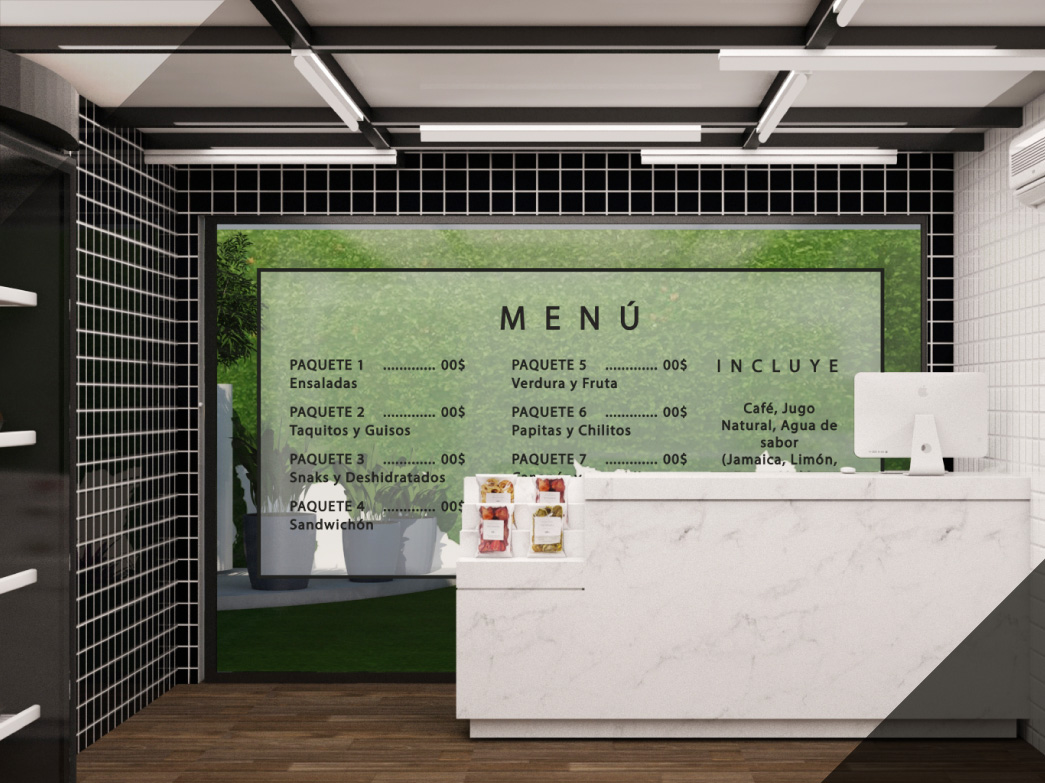 MENÚ
PAQUETE 1 ............. 00$
Ensaladas
PAQUETE 2 ............. 00$
Taquitos y Guisos
PAQUETE 3 ............. 00$
Snaks y Deshidratados
PAQUETE 4 ............. 00$
Sandwichón
PAQUETE 5 ............. 00$
Verdura y Fruta
PAQUETE 6 ............. 00$
Papitas y Chilitos
PAQUETE 7 ............. 00$
INCLUYE
Café, Jugo
Natural, Agua de
sabor
(Jamaica, Limón,